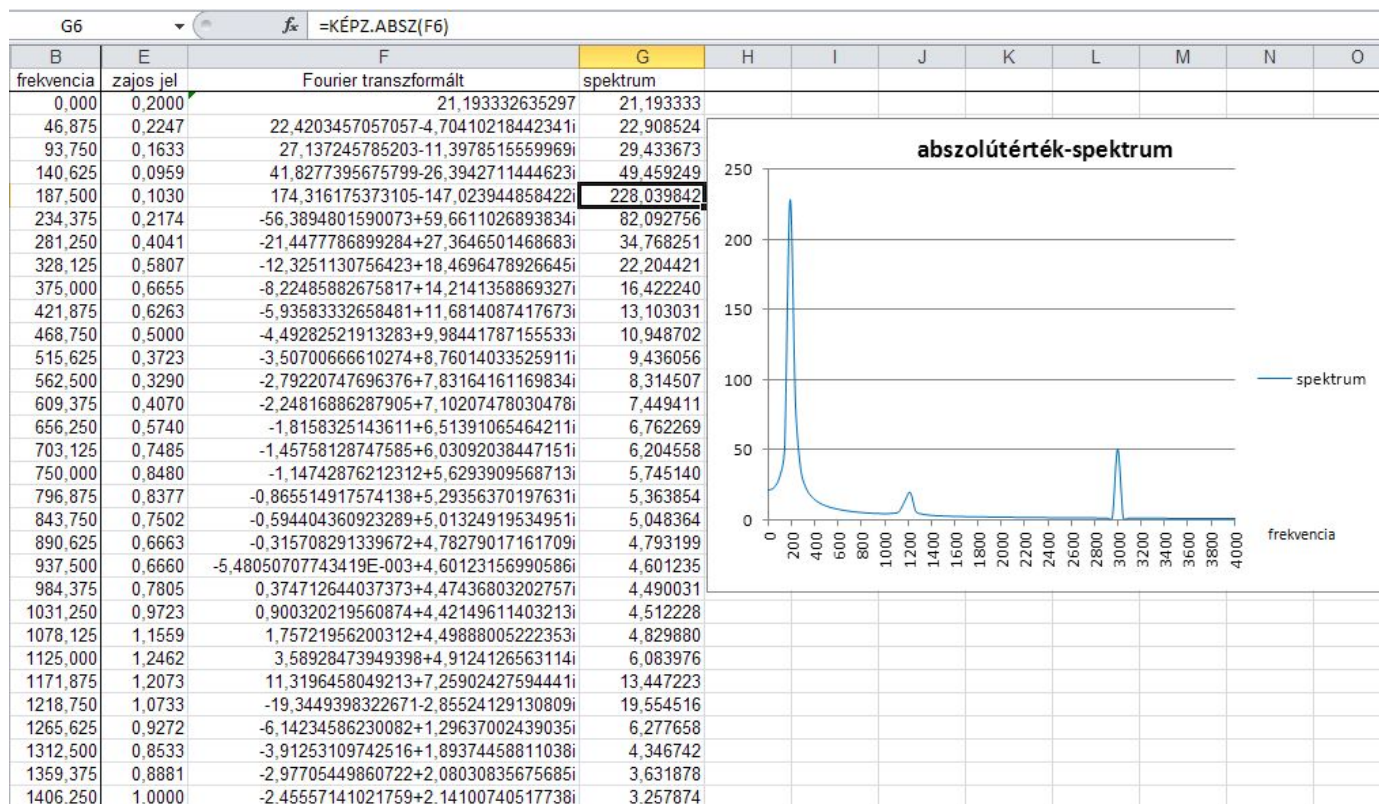 G6 fx =KÉPZ.ABSZ(F6)
B E F G H I J K L M N O
frekvencia zajos jel Fourier transzformált spektrum
0,000 0,2000 21,193332635297 21,193333
46,875 0,2247 22,4203457057057-4,70410218442341i 22,908524
93,750 0,1633 27,137245785203-11,3978515559969i 29,433673
140,625 0,0959 41,8277395675799-26,3942711444623i 49,459249
187,500 0,1030 174,316175373105-147,023944858422i 228,039842
234,375 0,2174 -56,3894801590073+59,6611026893834i 82,092756
281,250 0,4041 -21,4477786899284+27,3646501468683i 34,768251
328,125 0,5807 -12,3251130756423+18,4696478926645i 22,204421
375,000 0,6655 -8,22485882675817+14,2141358869327i 16,422240
421,875 0,6263 -5,93583332658481+11,6814087417673i 13,103031
468,750 0,5000 -4,49282521913283+9,98441787155533i 10,948702
515,625 0,3723 -3,50700666610274+8,76014033525911i 9,436056
562,500 0,3290 -2,79220747696376+7,83164161169834i 8,314507
609,375 0,4070 -2,24816886287905+7,10207478030478i 7,449411
656,250 0,5740 -1,8158325143611+6,51391065464211i 6,762269
703,125 0,7485 -1,45758128747585+6,03092038447151i 6,204558
750,000 0,8480 -1,14742876212312+5,6293909568713i 5,745140
796,875 0,8377 -0,865514917574138+5,29356370197631i 5,363854
843,750 0,7502 -0,594404360923289+5,01324919534951i 5,048364
890,625 0,6663 -0,315708291339672+4,78279017161709i 4,793199
937,500 0,6660 -5,48050707743419E-003+4,60123156990586i 4,601235
984,375 0,7805 0,374712644037373+4,47436803202757i 4,490031
1031,250 0,9723 0,900320219560874+4,42149611403213i 4,512228
1078,125 1,1559 1,75721956200312+4,49888005222353i 4,829880
1125,000 1,2462 3,58928473949398+4,9124126563114i 6,083976
1171,875 1,2073 11,3196458049213+7,25902427594441i 13,447223
1218,750 1,0733 -19,3449398322671-2,85524129130809i 19,554516
1265,625 0,9272 -6,14234586230082+1,29637002439035i 6,277658
1312,500 0,8533 -3,91253109742516+1,89374458811038i 4,346742
1359,375 0,8881 -2,97705449860722+2,08030835675685i 3,631878
1406,250 1,0000 -2,45557141021759+2,14100740517738i 3,257874
abszolútérték-spektrum
250
200
150
100
50
0
0 200 400 600 800 1000 1200 1400 1600 1800 2000 2200 2400 2600 2800 3000 3200 3400 3600 3800 4000
frekvencia
spektrum